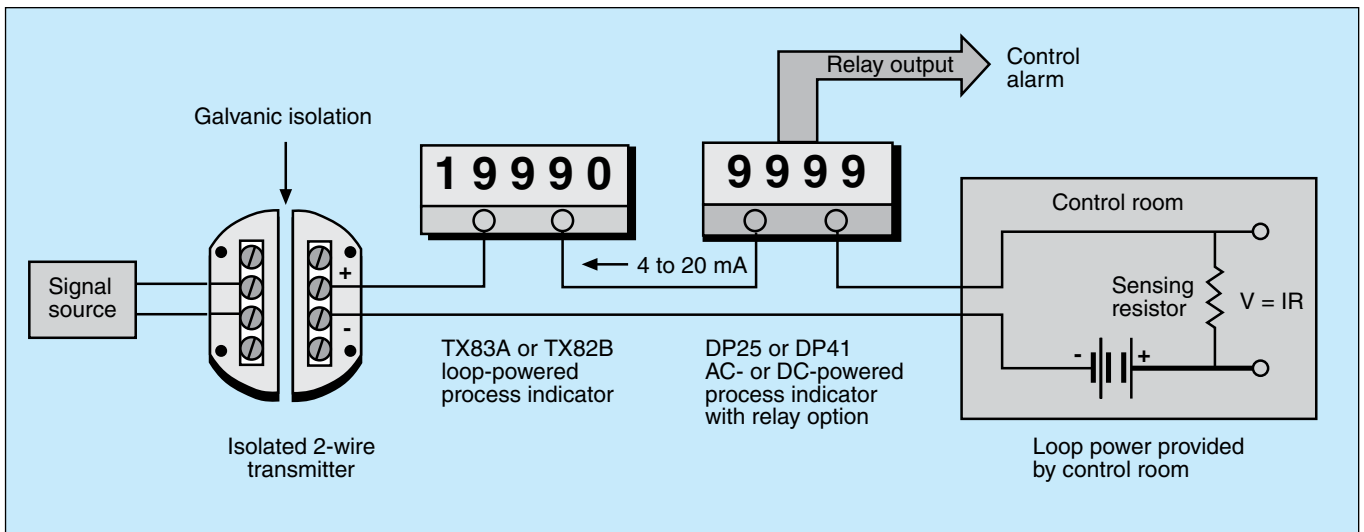 Relay output
Control
alarm
Galvanic isolation
19990
9999
Control room
4 to 20 mA
Signal
source
+
-
Sensing
resistor
V = IR
- +
TX83A or TX82B
loop-powered
process indicator
DP25 or DP41
AC- or DC-powered
process indicator
with relay option
Isolated 2-wire
transmitter
Loop power provided
by control room